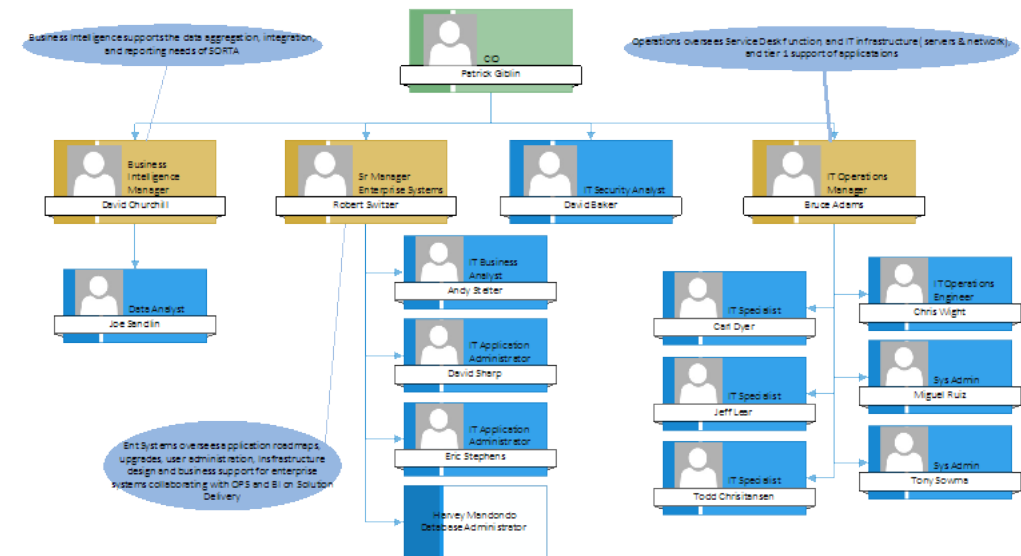 Business Intelligence supports the data aggregation, integration,
and reporting needs of SORTA
CIO
Patrick Giblin
Operations oversees Service Desk function, and IT infrastructure ( servers & network),
and tier 1 support of applicataions
Business
Intelligence
Manager
David Churchill
Sr Manager
Enterprise Systems
Robert Switzer
IT Security Analyst
David Baker
IT Operations
Manager
Bruce Adams
Data Analyst
Joe Sandlin
IT Business
Analyst
Andy Stelter
IT Application
Administrator
David Sharp
IT Application
Administrator
Eric Stephens
Harvey Mandondo
Database Administrator
Ent Systems oversees application roadmaps,
upgrades, user administration, insfrastructure
design and business support for enterprise
systems collaborating with OPS and BI on Solution
Delivery
IT Specialist
Carl Dyer
IT Specialist
Jeff Lear
IT Specialist
Todd Chrisitansen
IT Operations
Engineer
Chris Wight
Sys Admin
Miguel Ruiz
Sys Admin
Tony Sowma